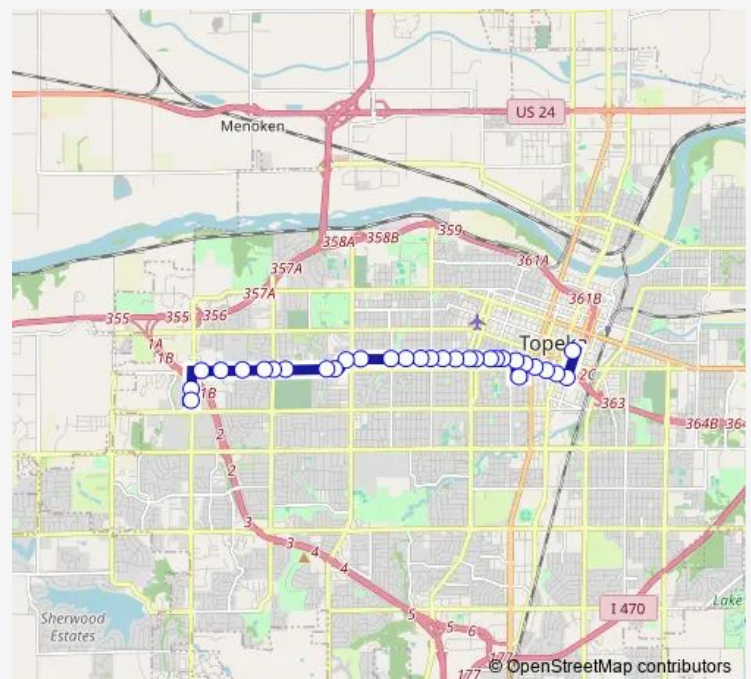 US 24
Menoken
358A
358B
359
357A
361A
357A
361B
355
355
356
1A
Topeka
1B
2C
1B
363
364B
364
2
2
3
3
4
4
Sherwood
Estates
Lake
I 470
5
5
6
177
177
© OpenStreetMap contributors